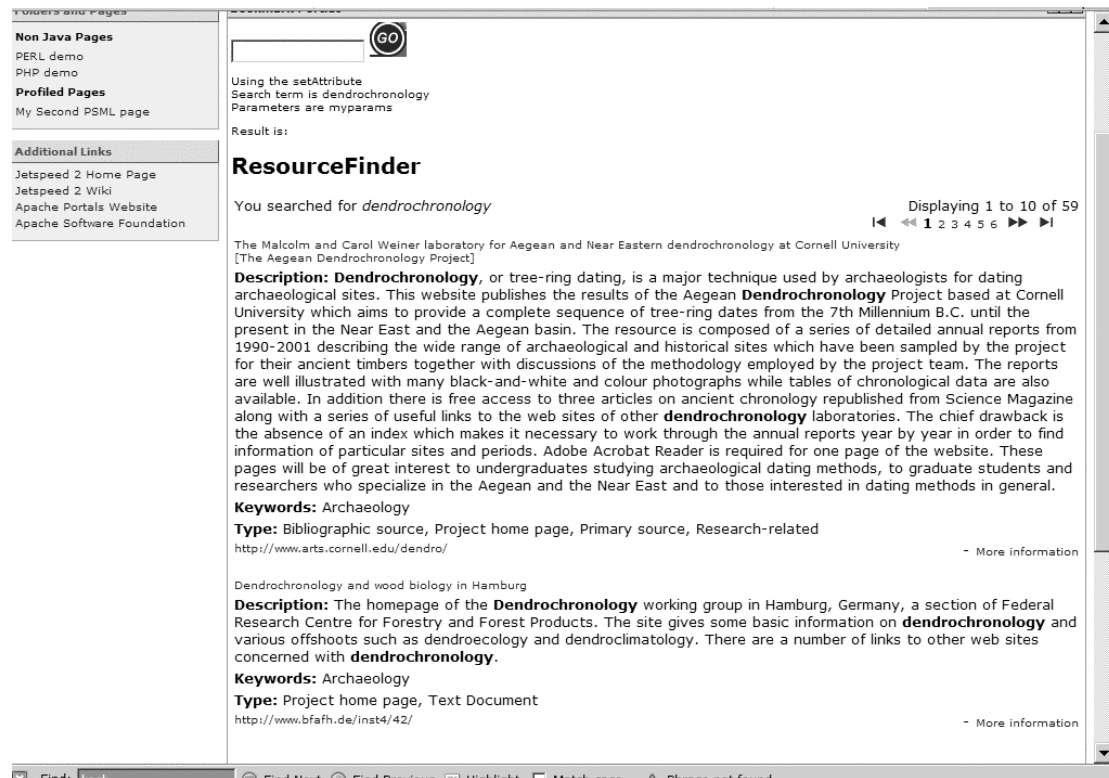 Folders and Pages
Non Java Pages
PERL demo
PHP demo
Profiled Pages
My Second PSML page
Additional Links
Jetspeed 2 Home Page
Jetspeed 2 Wiki
Apache Portals Website
Apache Software Foundation
GO
Using the setAttribute
Search term is dendrochronology
Parameters are myparams
Result is:
ResourceFinder
You searched for dendrochronology
Displaying 1 to 10 of 59
1 2 3 4 5 6
The Malcolm and Carol Weiner laboratory for Aegean and Near Eastern dendrochronology at Cornell University
[The Aegean Dendrochronology Project]
Description: Dendrochronology, or tree-ring dating, is a major technique used by archaeologists for dating
archaeological sites. This website publishes the results of the Aegean Dendrochronology Project based at Cornell
University which aims to provide a complete sequence of tree-ring dates from the 7th Millennium B.C. until the
present in the Near East and the Aegean basin. The resource is composed of a series of detailed annual reports from
1990-2001 describing the wide range of archaeological and historical sites which have been sampled by the project
for their ancient timbers together with discussions of the methodology employed by the project team. The reports
are well illustrated with many black-and-white and colour photographs while tables of chronological data are also
available. In addition there is free access to three articles on ancient chronology republished from Science Magazine
along with a series of useful links to the web sites of other dendrochronology laboratories. The chief drawback is
the absence of an index which makes it necessary to work through the annual reports year by year in order to find
information of particular sites and periods. Adobe Acrobat Reader is required for one page of the website. These
pages will be of great interest to undergraduates studying archaeological dating methods, to graduate students and
researchers who specialize in the Aegean and the Near East and to those interested in dating methods in general.
Keywords: Archaeology
Type: Bibliographic source, Project home page, Primary source, Research-related
http://www.arts.cornell.edu/dendro/
- More information
Dendrochronology and wood biology in Hamburg
Description: The homepage of the Dendrochronology working group in Hamburg, Germany, a section of Federal
Research Centre for Forestry and Forest Products. The site gives some basic information on dendrochronology and
various offshoots such as dendroecology and dendroclimatology. There are a number of links to other web sites
concerned with dendrochronology.
Keywords: Archaeology
Type: Project home page, Text Document
http://www.bfafh.de/inst4/42/
- More information
Find: Find Next Find Previous Highlight Match case Phrase not found